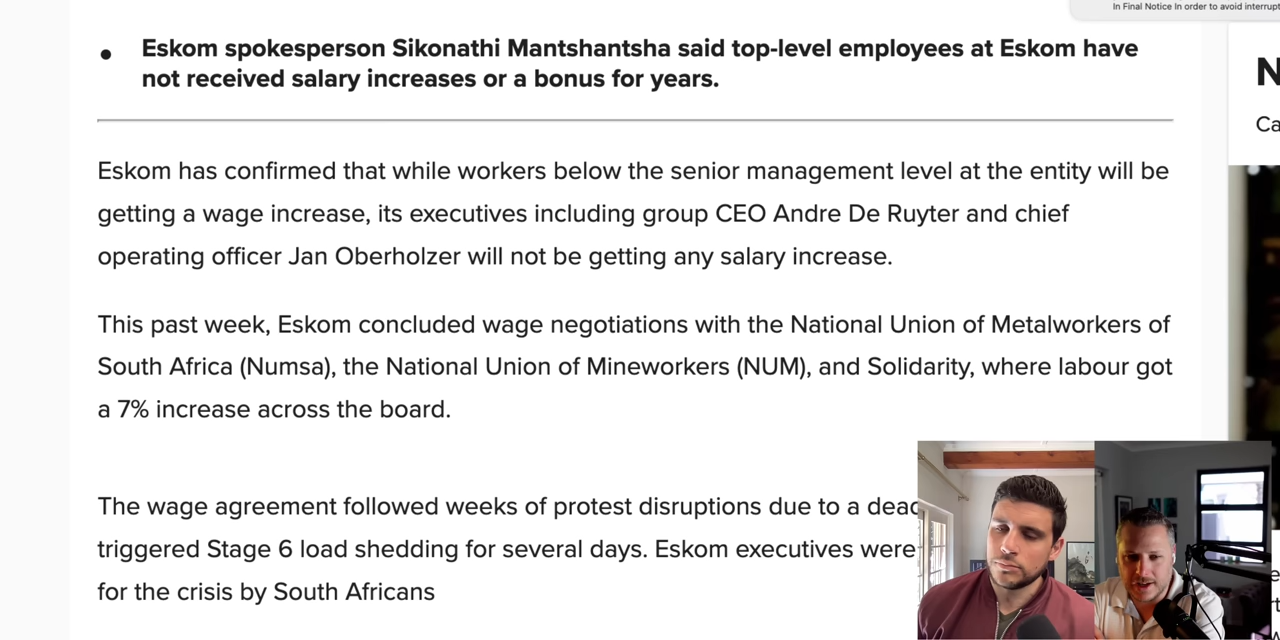 In Final Notice In order to avoid
Eskom spokesperson Sikonathi Mantshantsha said top-level employees at Eskom have
not received salary increases or a bonus for years.
Eskom has confirmed that while workers below the senior management level at the entity will be
getting a wage increase, its executives including group CEO Andre De Ruyter and chief
operating officer Jan Oberholzer will not be getting any salary increase.
This past week, Eskom concluded wage negotiations with the National Union of Metalworkers of
South Africa (Numsa), the National Union of Mineworkers (NUM), and Solidarity, where labour got
a 7% increase across the board.
The wage agreement followed weeks of protest disruptions due to a
triggered Stage 6 load shedding for several days. Eskom executives were
for the crisis by South Africans